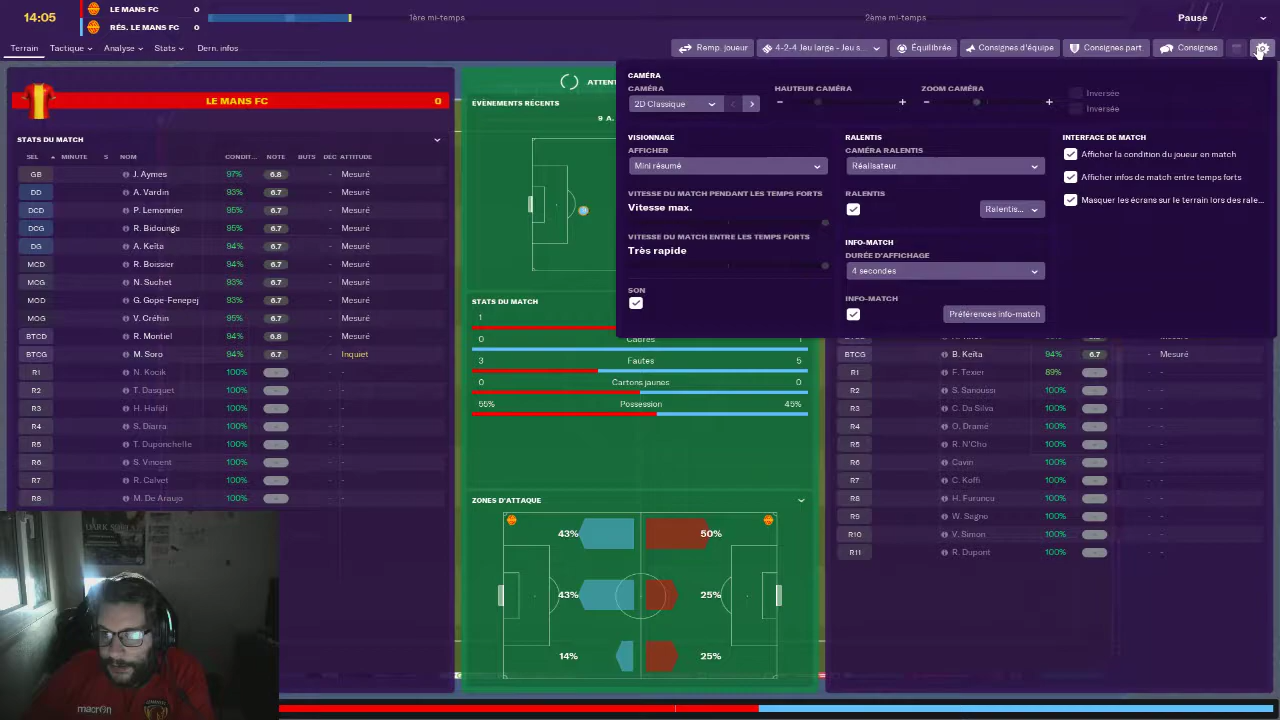 14:05
LE MANS FC 0
RÉS. LE MANS FC 0
1ère mi-temps
2ème mi-temps
Pause
Terrain Tactique Analyse Stats Dern. infos
Remp. joueur
4-2-4 Jeu large - Jeu s...
Équilibrée
Consignes d'équipe
Consignes part.
Consignes
LE MANS FC 0
STATS DU MATCH
SEL MINUTE S NOM CONDIT... NOTE BUTS DÉC ATTITUDE
GB J. Aymes 97% 6.8 - Mesuré
DD A. Vardin 93% 6.7 - Mesuré
DCD P. Lemonnier 95% 6.7 - Mesuré
DCG R. Bidounga 95% 6.7 - Mesuré
DG A. Keïta 94% 6.7 - Mesuré
MCD R. Boissier 94% 6.7 - Mesuré
MCG N. Suchet 93% 6.7 - Mesuré
MOD G. Gope-Fenepej 93% 6.7 - Mesuré
MOG V. Créhin 95% 6.7 - Mesuré
BTCD R. Montiel 94% 6.8 - Mesuré
BTCG M. Soro 94% 6.7 - Inquiet
R1 N. Kocik 100% - - -
R2 T. Dasquet 100% - - -
R3 H. Hafidi 100% - - -
R4 S. Diarra 100% - - -
R5 T. Duponchelle 100% - - -
R6 S. Vincent 100% - - -
R7 R. Calvet 100% - - -
R8 M. De Araujo 100% - - -
ATTENT
ÉVÈNEMENTS RÉCENTS
9 A.
STATS DU MATCH
1
0 Cadrés 1
3 Fautes 5
0 Cartons jaunes 0
55% Possession 45%
ZONES D'ATTAQUE
43% 50%
43% 25%
14% 25%
CAMÉRA
CAMÉRA
2D Classique
HAUTEUR CAMÉRA
- +
ZOOM CAMÉRA
- +
Inversée
Inversée
VISIONNAGE
AFFICHER
Mini résumé
VITESSE DU MATCH PENDANT LES TEMPS FORTS
Vitesse max.
VITESSE DU MATCH ENTRE LES TEMPS FORTS
Très rapide
SON
RALENTIS
CAMÉRA RALENTIS
Réalisateur
RALENTIS
Ralentis...
INFO-MATCH
DURÉE D'AFFICHAGE
4 secondes
INFO-MATCH
Préférences info-match
INTERFACE DE MATCH
Afficher la condition du joueur en match
Afficher infos de match entre temps forts
Masquer les écrans sur le terrain lors des rale...
BTCG B. Keïta 94% 6.7 - - Mesuré
R1 F. Texier 89% - - -
R2 S. Sanoussi 100% - - -
R3 C. Da Silva 100% - - -
R4 O. Dramé 100% - - -
R5 R. N'Cho 100% - - -
R6 Cavin 100% - - -
R7 C. Koffi 100% - - -
R8 H. Furuncu 100% - - -
R9 W. Sagno 100% - - -
R10 V. Simon 100% - - -
R11 R. Dupont 100% - - -
DARK SOULS
macron